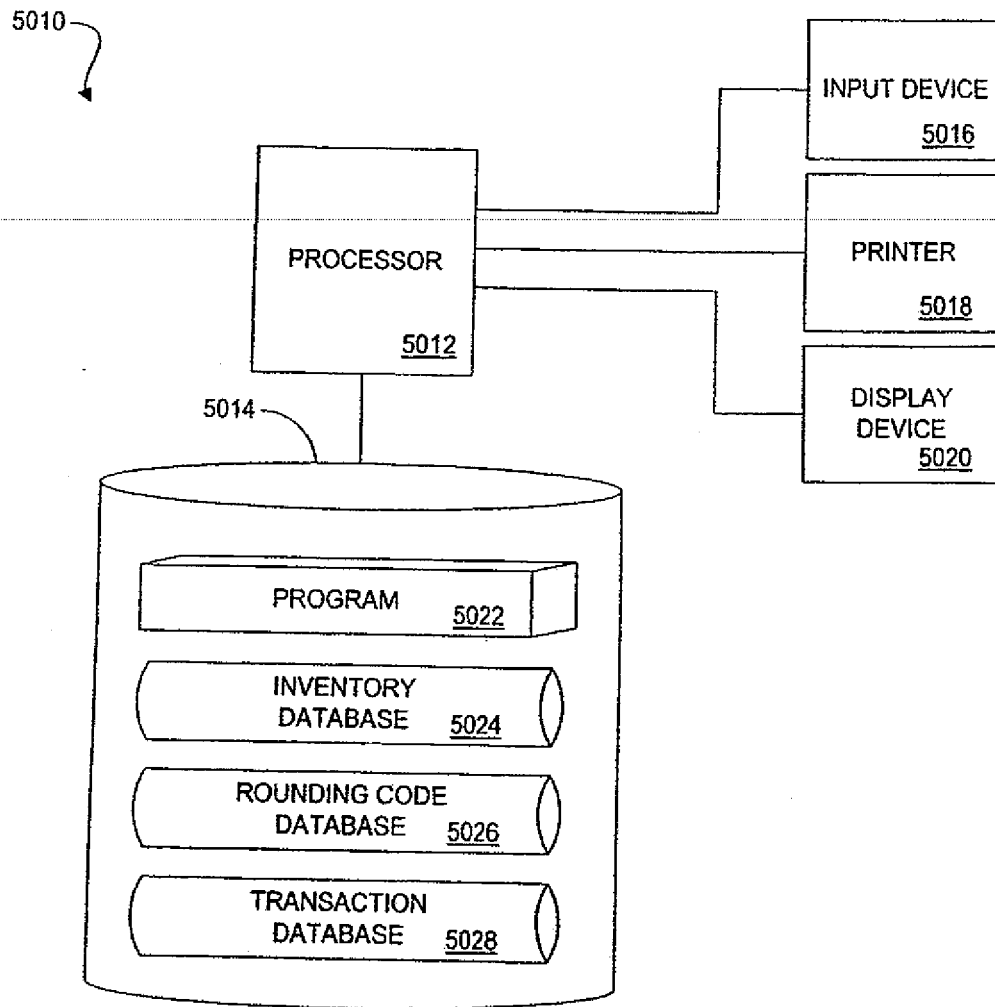 5010
INPUT DEVICE
5016
PROCESSOR
5012
PRINTER
5018
DISPLAY
DEVICE
5020
5014
PROGRAM
5022
INVENTORY
DATABASE
5024
ROUNDING CODE
DATABASE
5026
TRANSACTION
DATABASE
5028